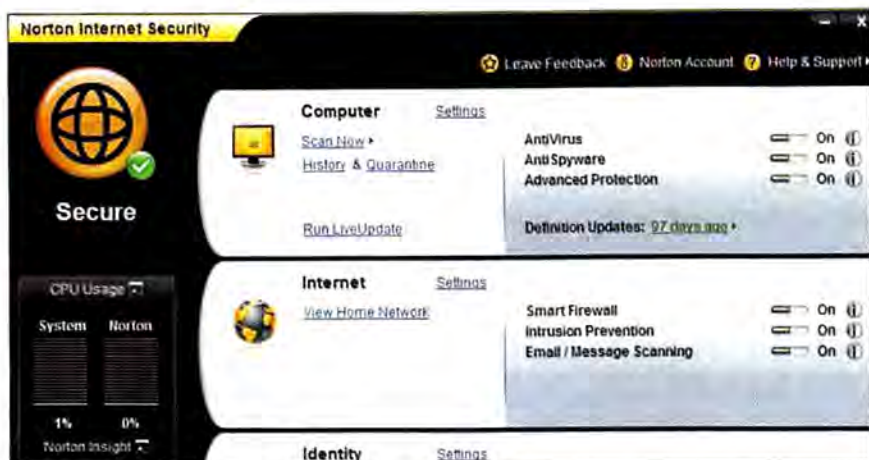 Norton Internet Security
Leave Feedback Norton Account Help & Support
Secure
Computer Settings
Scan Now
History & Quarantine
Run LiveUpdate
AntiVirus On
AntiSpyware On
Advanced Protection On
Definition Updates: 97 days ago
CPU Usage
System Norton
1% 0%
Norton Insight
Internet Settings
View Home Network
Smart Firewall On
Intrusion Prevention On
Email / Message Scanning On
Identity Settings